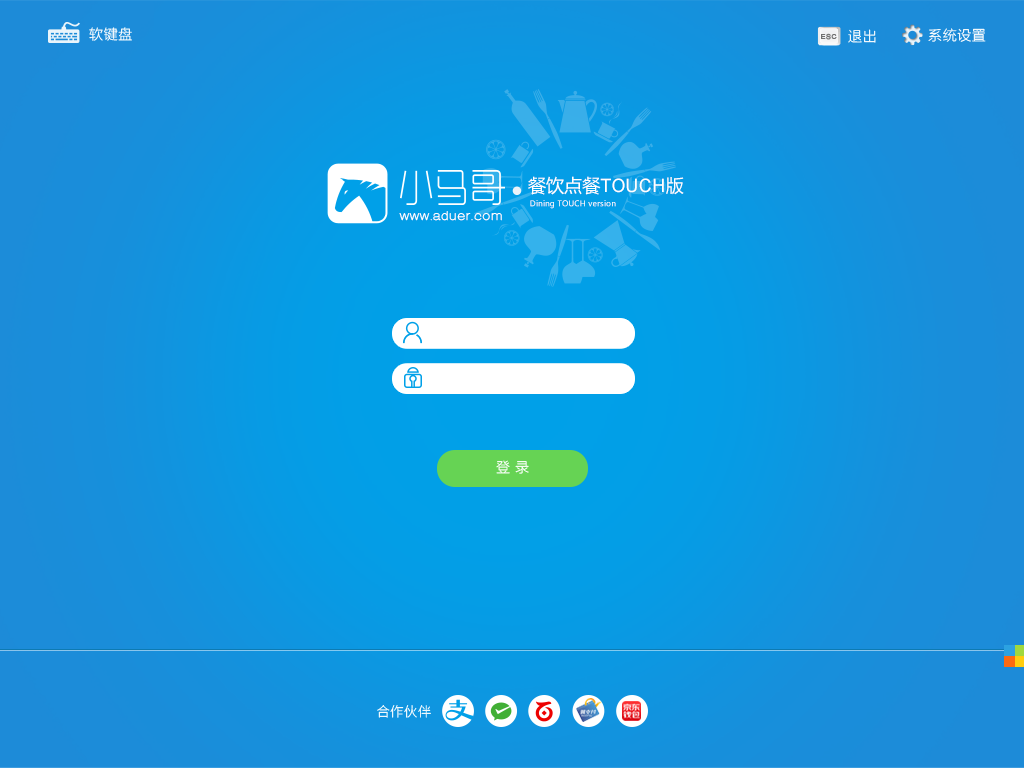 软键盘
ESC 退出
系统设置
小马哥
www.aduer.com
餐饮点餐TOUCH版
Dining TOUCH version
登 录
合作伙伴
支
京东
钱包